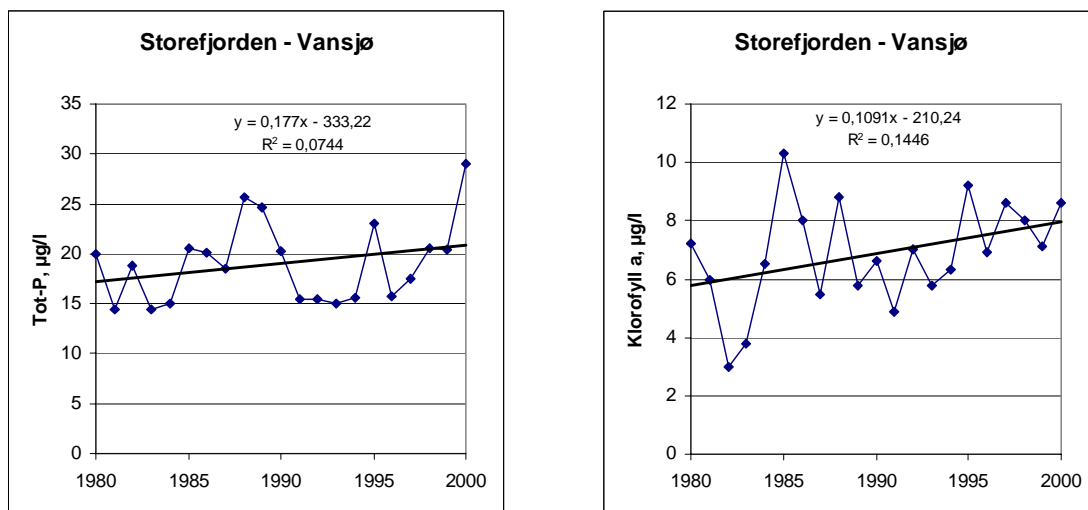 Storefjorden - Vansjø
y = 0,177x - 333,22
R² = 0,0744
Tot-P, µg/l
35
30
25
20
15
10
5
0
1980 1985 1990 1995 2000
Storefjorden - Vansjø
y = 0,1091x - 210,24
R² = 0,1446
Klorofyll a, µg/l
12
10
8
6
4
2
0
1980 1985 1990 1995 2000